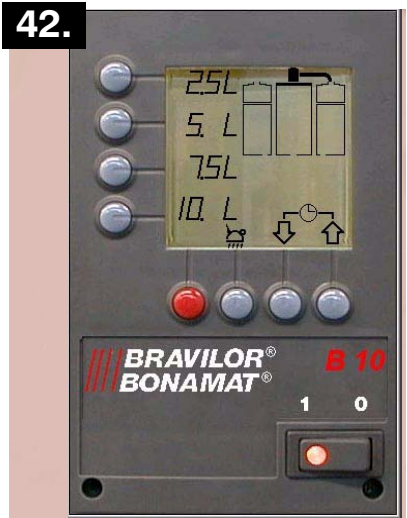 42.
2.5L
5. L
7.5L
10. L
BRAVILOR®
BONAMAT®
B 10
1 0